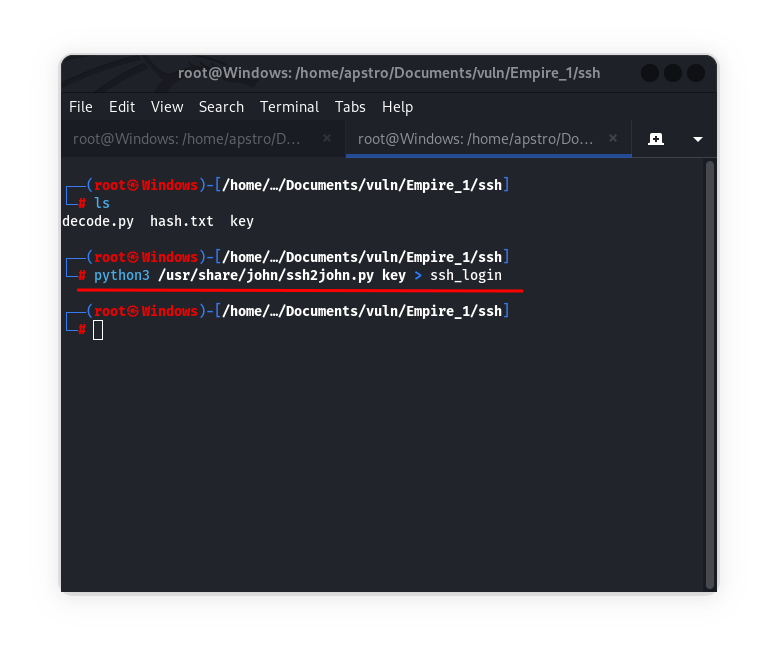 root@Windows: /home/apstro/Documents/vuln/Empire_1/ssh
File Edit View Search Terminal Tabs Help
root@Windows: /home/apstro/D... × root@Windows: /home/apstro/Do... ×
┌──(root㉿Windows)-[/home/…/Documents/vuln/Empire_1/ssh]
└─# ls
decode.py  hash.txt  key
┌──(root㉿Windows)-[/home/…/Documents/vuln/Empire_1/ssh]
└─# python3 /usr/share/john/ssh2john.py key > ssh_login
┌──(root㉿Windows)-[/home/…/Documents/vuln/Empire_1/ssh]
└─#